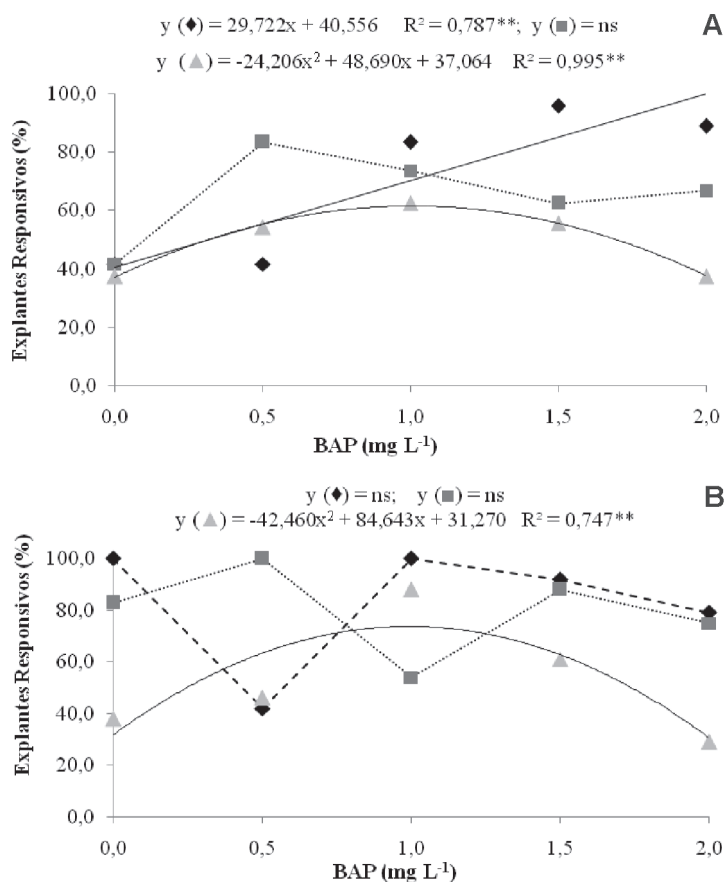 y (♦) = 29,722x + 40,556 R² = 0,787**; y (■) = ns
A
y (▲) = -24,206x² + 48,690x + 37,064 R² = 0,995**
Explantes Responsivos (%)
100,0
80,0
60,0
40,0
20,0
0,0
0,0 0,5 1,0 1,5 2,0
BAP (mg L⁻¹)
y (♦) = ns; y (■) = ns
B
y (▲) = -42,460x² + 84,643x + 31,270 R² = 0,747**
Explantes Responsivos (%)
100,0
80,0
60,0
40,0
20,0
0,0
0,0 0,5 1,0 1,5 2,0
BAP (mg L⁻¹)